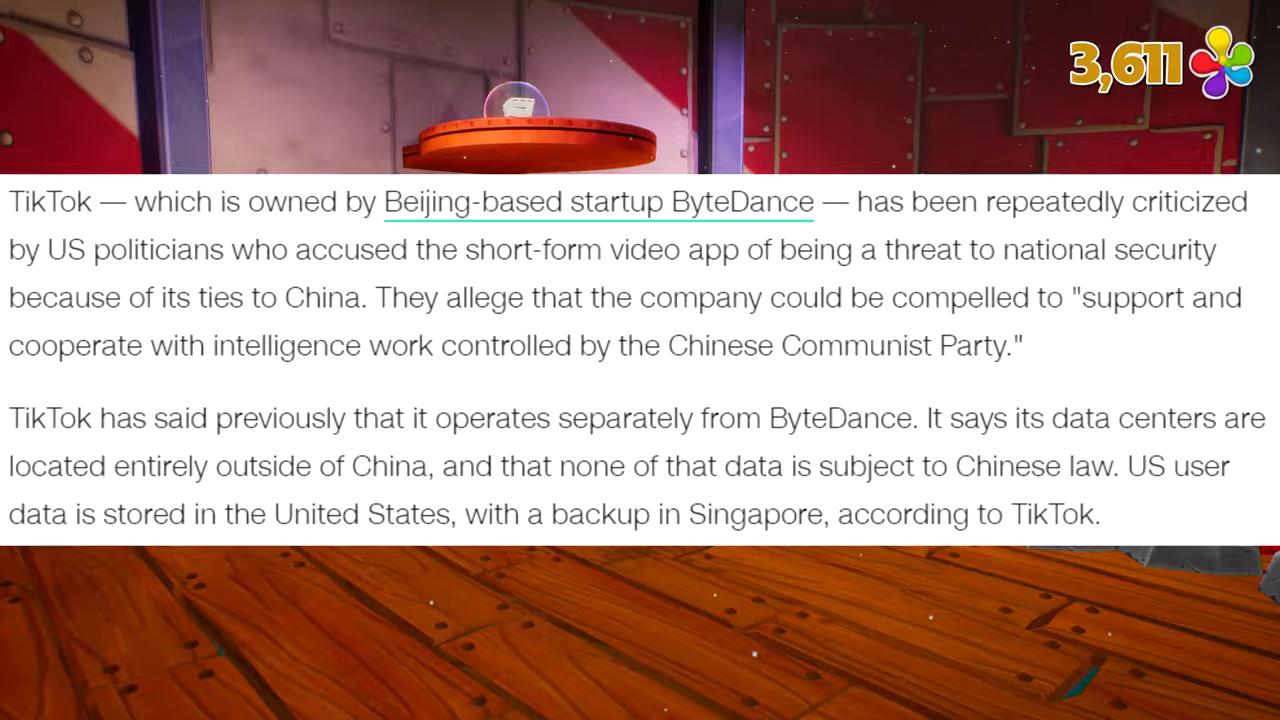 3,611
TikTok — which is owned by Beijing-based startup ByteDance — has been repeatedly criticized
by US politicians who accused the short-form video app of being a threat to national security
because of its ties to China. They allege that the company could be compelled to "support and
cooperate with intelligence work controlled by the Chinese Communist Party."
TikTok has said previously that it operates separately from ByteDance. It says its data centers are
located entirely outside of China, and that none of that data is subject to Chinese law. US user
data is stored in the United States, with a backup in Singapore, according to TikTok.